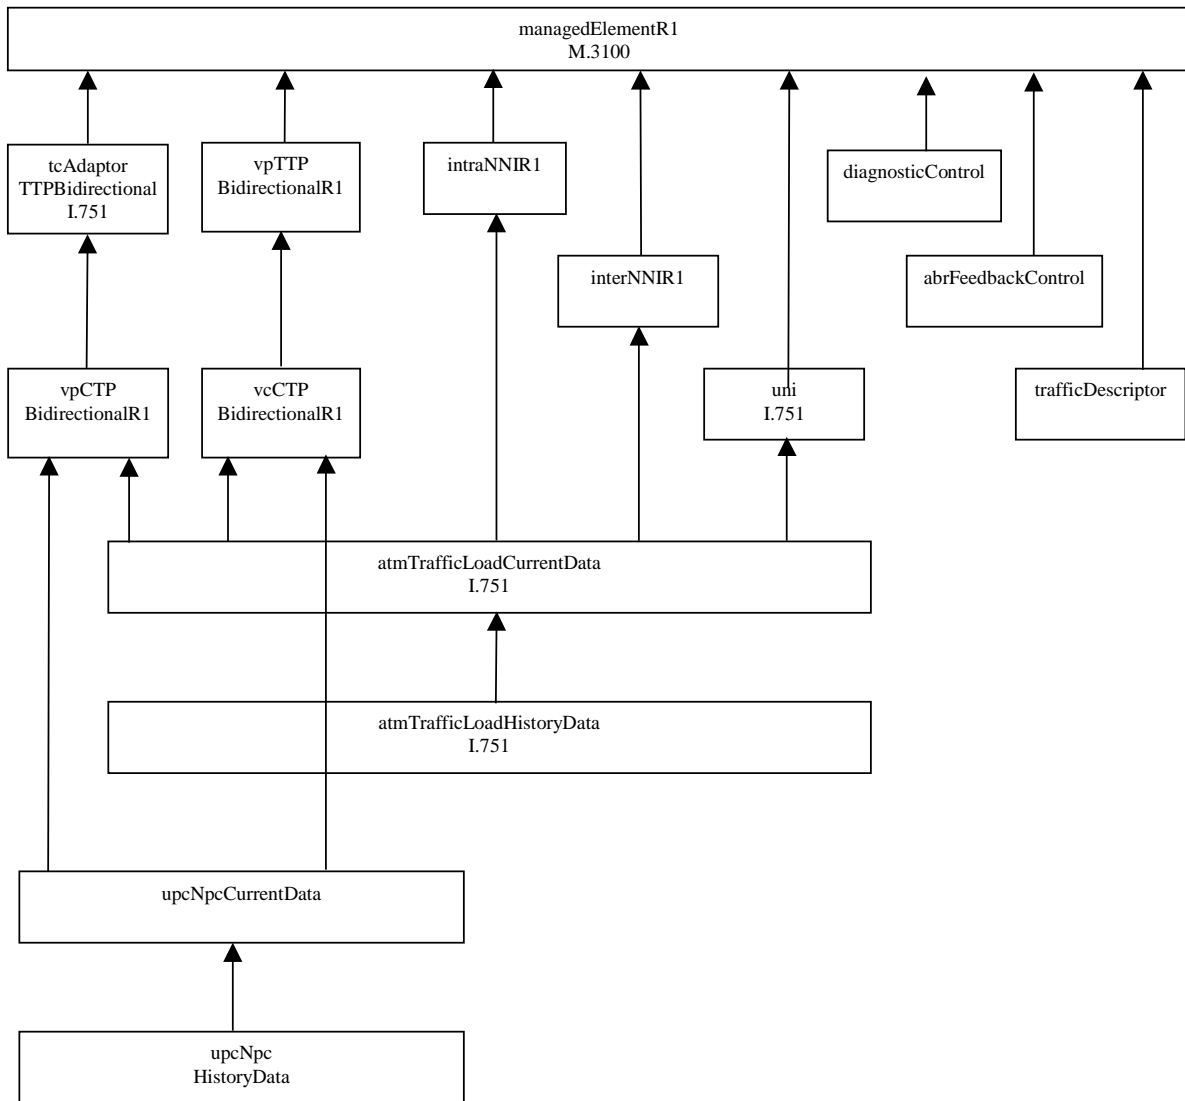 managedElementR1
M.3100
tcAdaptor
TTPBidirectional
I.751
vpTTP
BidirectionalR1
intraNNIR1
diagnosticControl
interNNIR1
abrFeedbackControl
vpCTP
BidirectionalR1
vcCTP
BidirectionalR1
uni
I.751
trafficDescriptor
atmTrafficLoadCurrentData
I.751
atmTrafficLoadHistoryData
I.751
upcNpcCurrentData
upcNpc
HistoryData